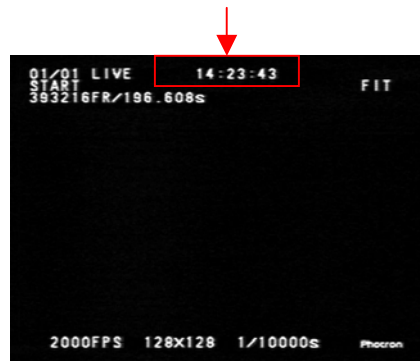 01/01 LIVE 14:23:43
START FIT
393216FR/196.608s
2000FPS 128X128 1/10000s Photron